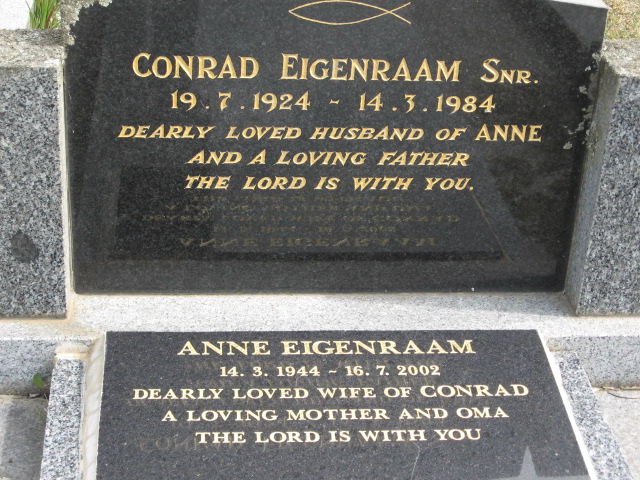 CONRAD EIGENRAAM SNR.
19.7.1924 - 14.3.1984
DEARLY LOVED HUSBAND OF ANNE
AND A LOVING FATHER
THE LORD IS WITH YOU.
ANNE EIGENRAAM
14. 3. 1944 ~ 16. 7. 2002
DEARLY LOVED WIFE OF CONRAD
A LOVING MOTHER AND OMA
THE LORD IS WITH YOU